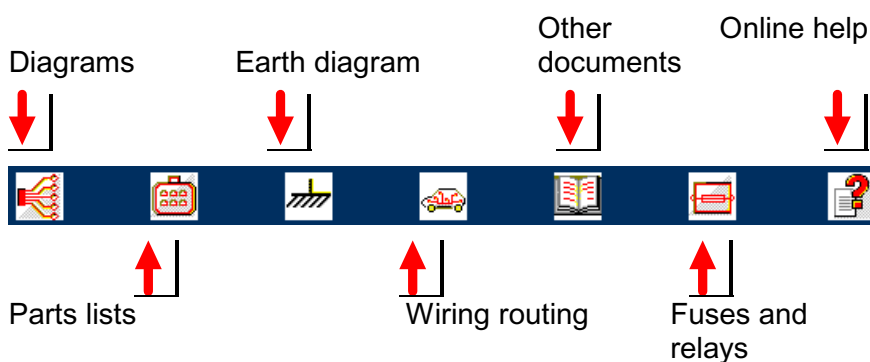 Other
documents
Online help
Diagrams
Earth diagram
Parts lists
Wiring routing
Fuses and
relays